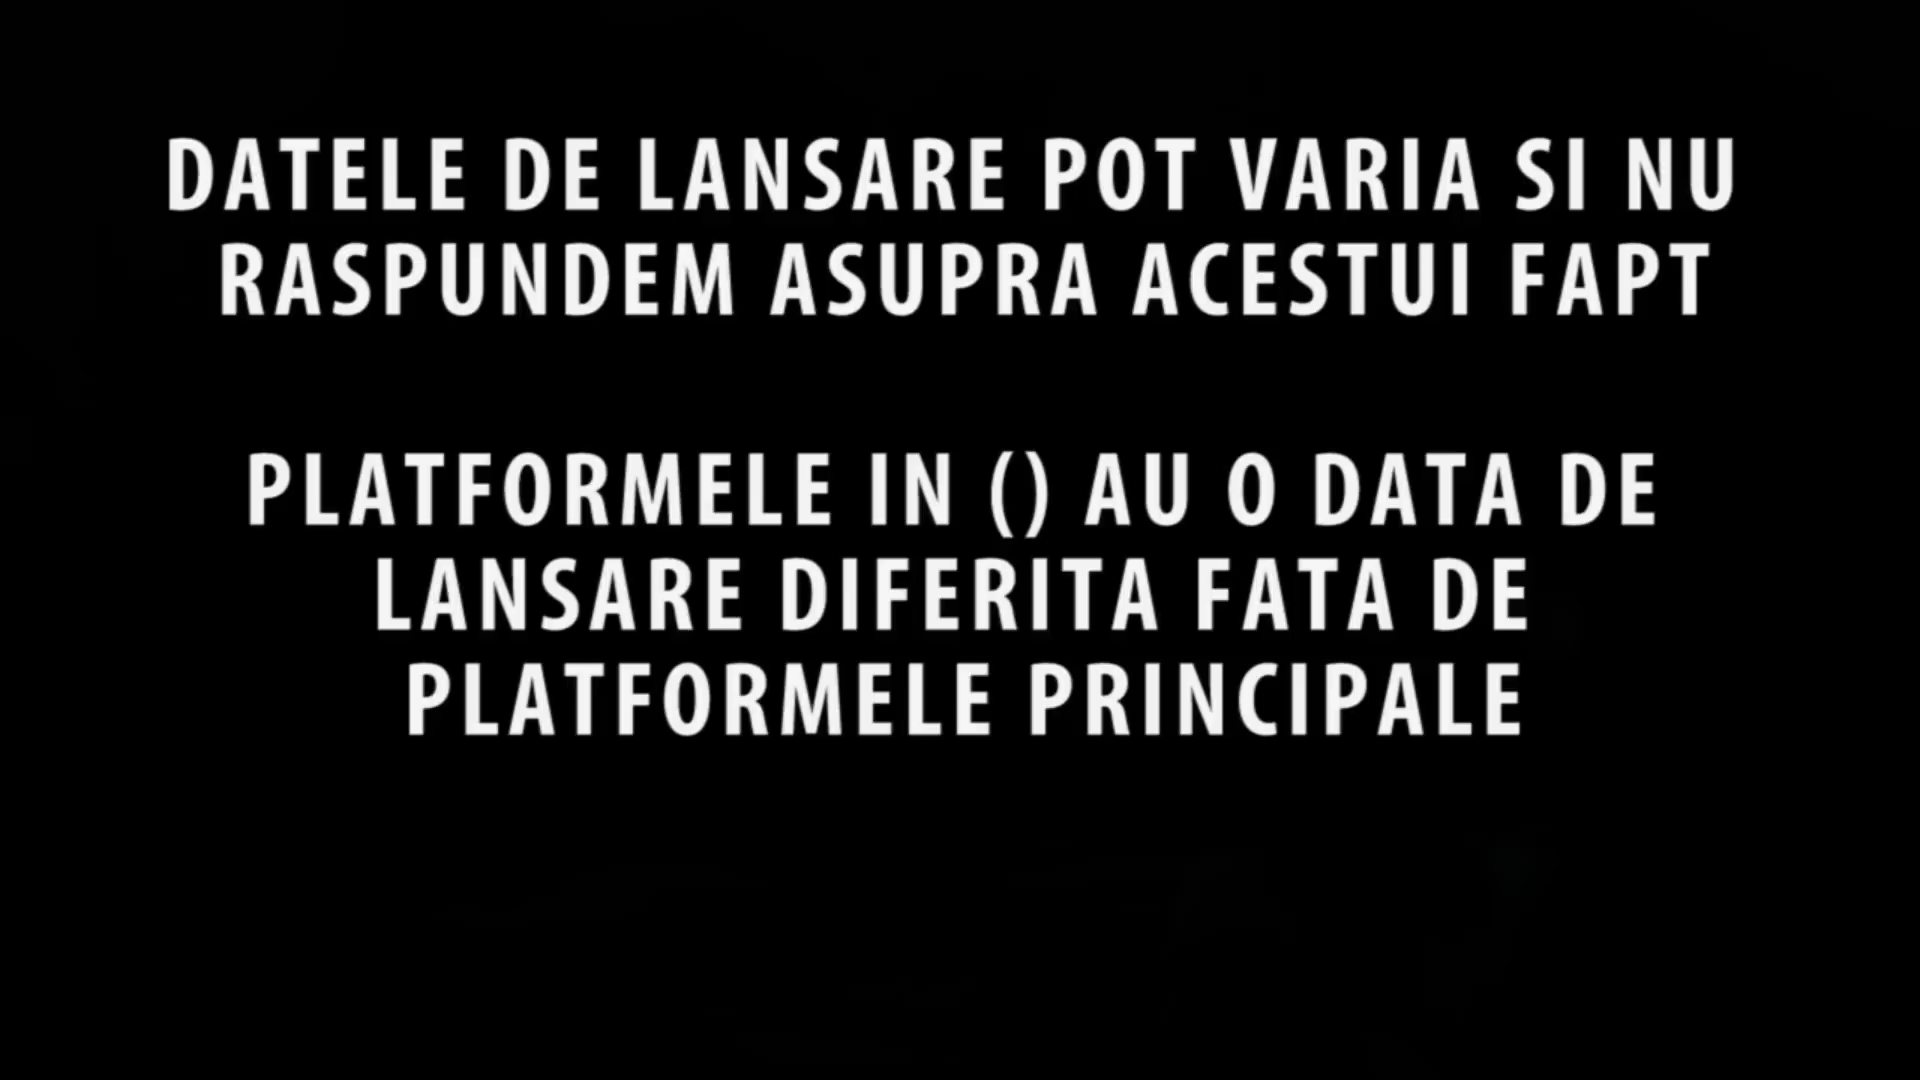 DATELE DE LANSARE POT VARIA SI NU
RASPUNDEM ASUPRA ACESTUI FAPT
PLATFORMELE IN () AU O DATA DE
LANSARE DIFERITA FATA DE
PLATFORMELE PRINCIPALE